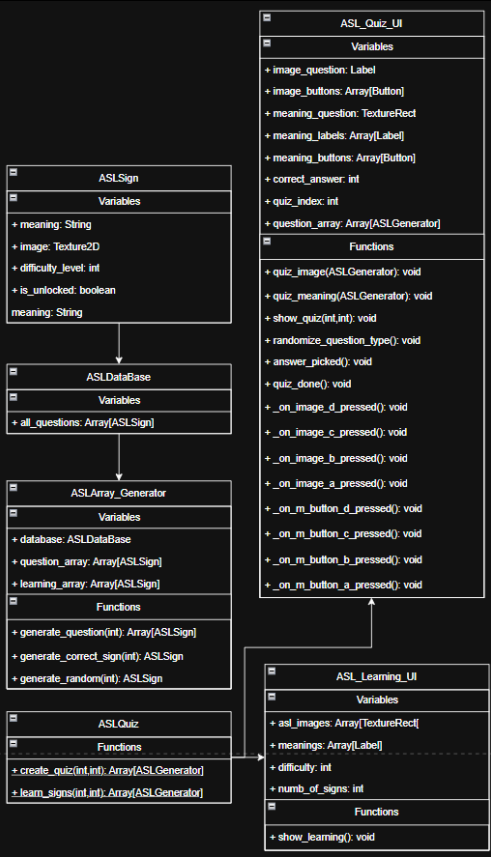 ASLSign
Variables
+ meaning: String
+ image: Texture2D
+ difficulty_level: int
+ is_unlocked: boolean
meaning: String
ASLDataBase
Variables
+ all_questions: Array[ASLSign]
ASLArray_Generator
Variables
+ database: ASLDataBase
+ question_array: Array[ASLSign]
+ learning_array: Array[ASLSign]
Functions
+ generate_question(int): Array[ASLSign]
+ generate_correct_sign(int): ASLSign
+ generate_random(int): ASLSign
ASLQuiz
Functions
+ create_quiz(int,int): Array[ASLGenerator]
+ learn_signs(int,int): Array[ASLGenerator]
ASL_Quiz_UI
Variables
+ image_question: Label
+ image_buttons: Array[Button]
+ meaning_question: TextureRect
+ meaning_labels: Array[Label]
+ meaning_buttons: Array[Button]
+ correct_answer: int
+ quiz_index: int
+ question_array: Array[ASLGenerator]
Functions
+ quiz_image(ASLGenerator): void
+ quiz_meaning(ASLGenerator): void
+ show_quiz(int,int): void
+ randomize_question_type(): void
+ answer_picked(): void
+ quiz_done(): void
+ _on_image_d_pressed(): void
+ _on_image_c_pressed(): void
+ _on_image_b_pressed(): void
+ _on_image_a_pressed(): void
+ _on_m_button_d_pressed(): void
+ _on_m_button_c_pressed(): void
+ _on_m_button_b_pressed(): void
+ _on_m_button_a_pressed(): void
ASL_Learning_UI
Variables
+ asl_images: Array[TextureRect[
+ meanings: Array[Label]
+ difficulty: int
+ numb_of_signs: int
Functions
+ show_learning(): void